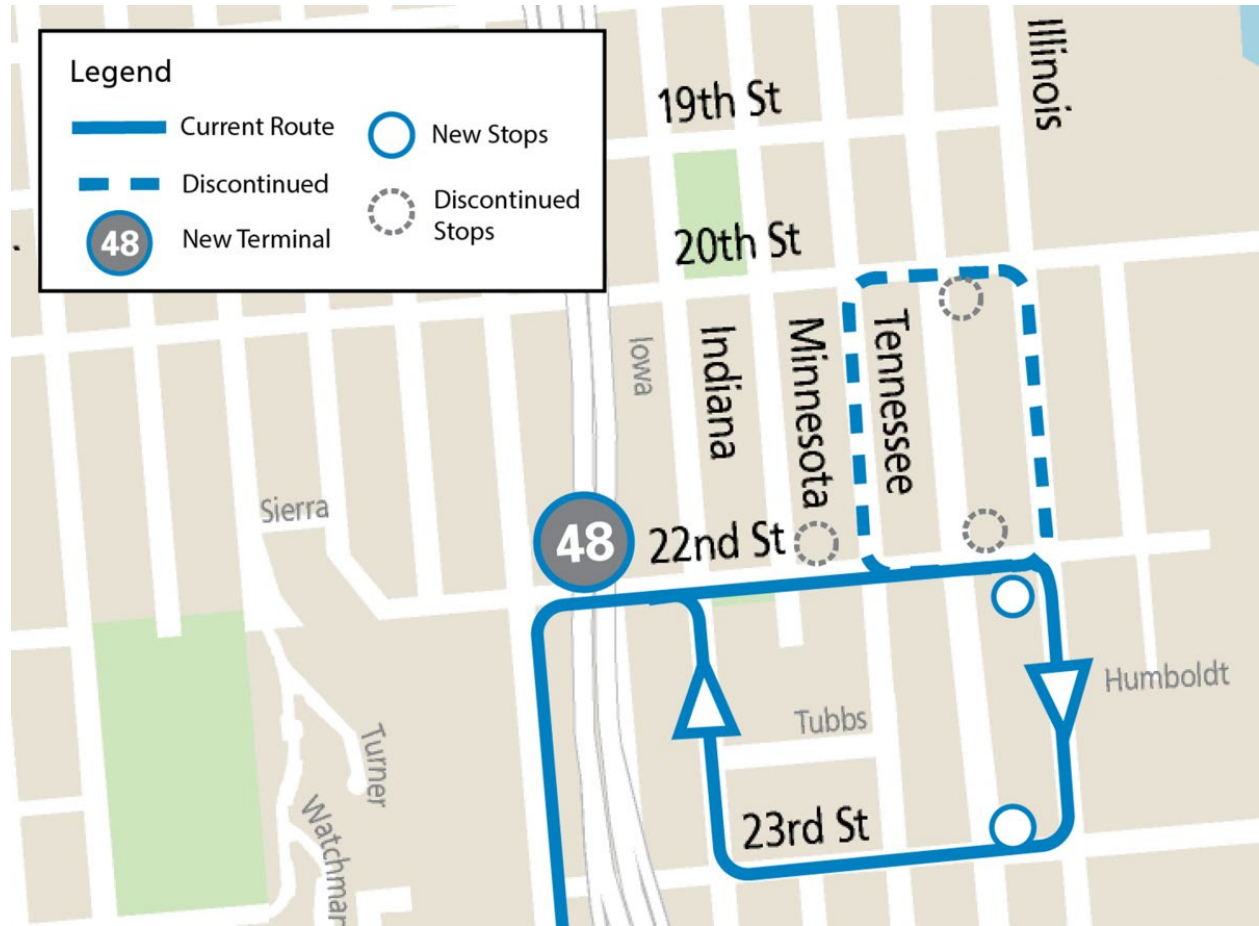 Legend
Current Route
New Stops
Discontinued
Discontinued
Stops
48
New Terminal
19th St
Illinois
20th St
Iowa
Indiana
Minnesota
Tennessee
Sierra
48
22nd St
Humboldt
Turner
Tubbs
Watchman
23rd St